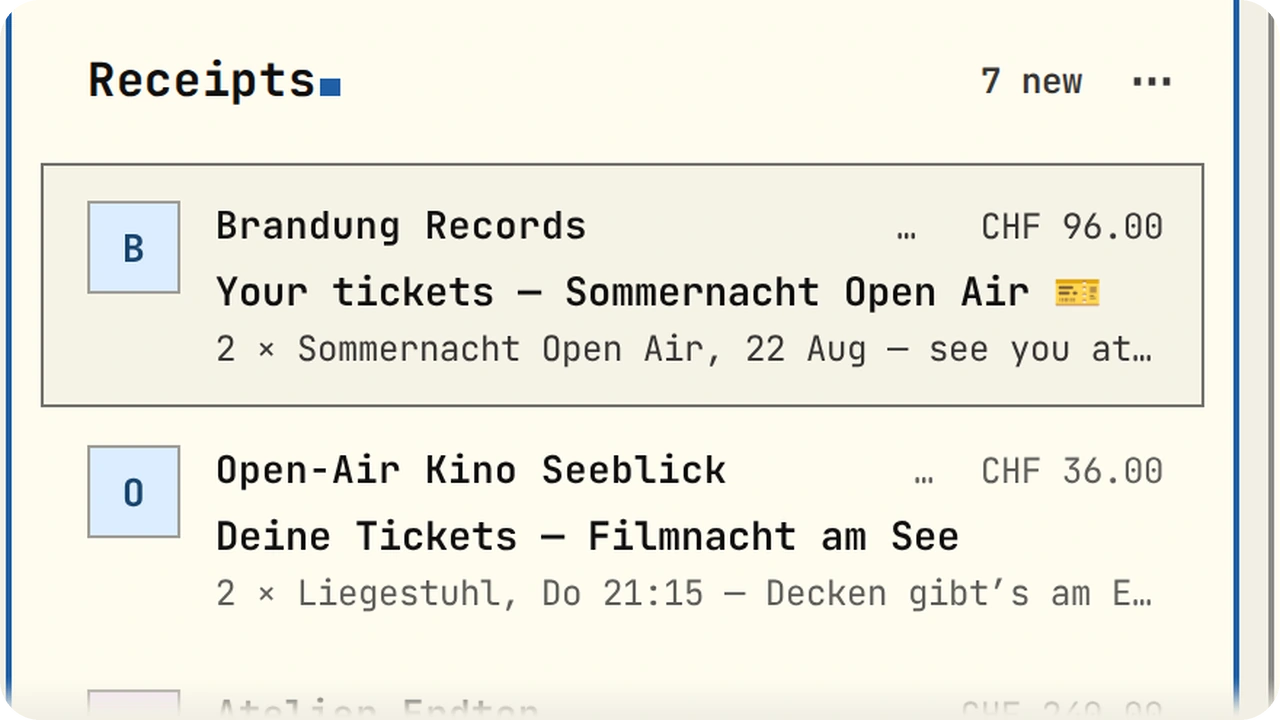 Receipts
7 new …
B
Brandung Records … CHF 96.00
Your tickets — Sommernacht Open Air 🎫
2 × Sommernacht Open Air, 22 Aug — see you at…
O
Open-Air Kino Seeblick … CHF 36.00
Deine Tickets — Filmnacht am See
2 × Liegestuhl, Do 21:15 — Decken gibt’s am E…
Atelier CHF